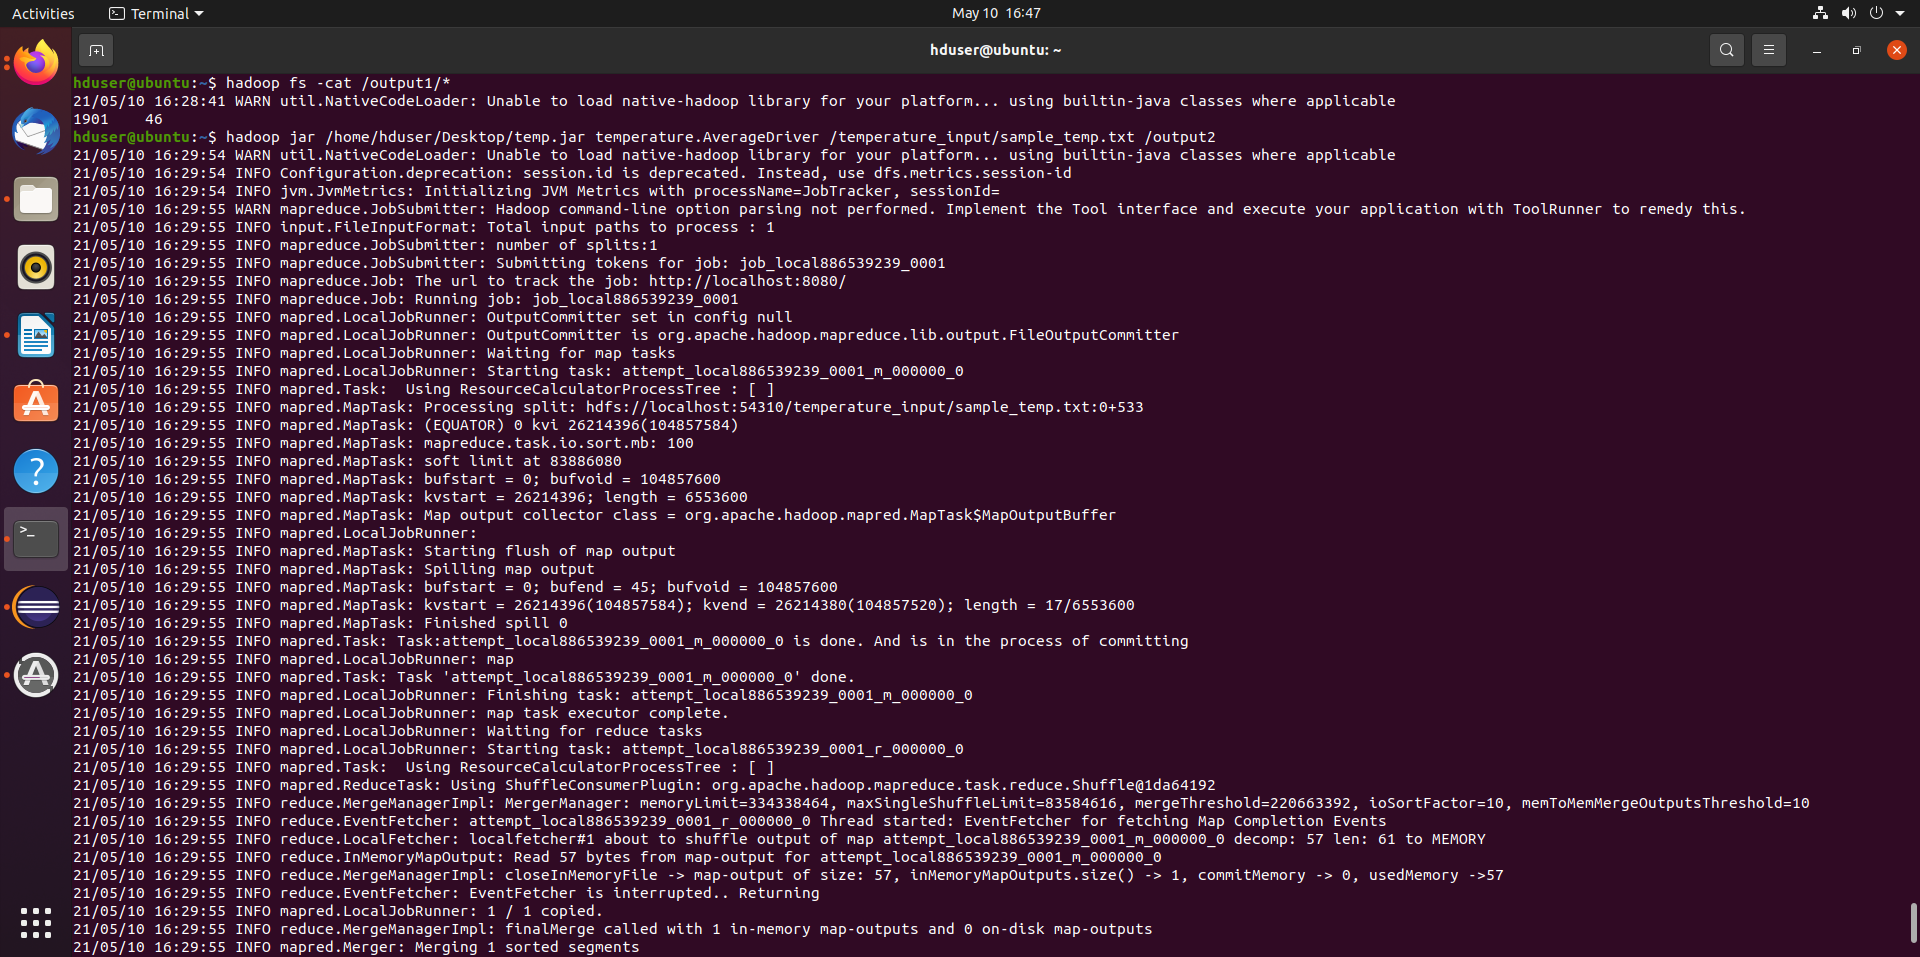 Activities
Terminal
May 10 16:47
hduser@ubuntu: ~
hduser@ubuntu:~$ hadoop fs -cat /output1/*
21/05/10 16:28:41 WARN util.NativeCodeLoader: Unable to load native-hadoop library for your platform... using builtin-java classes where applicable
1901    46
hduser@ubuntu:~$ hadoop jar /home/hduser/Desktop/temp.jar temperature.AverageDriver /temperature_input/sample_temp.txt /output2
21/05/10 16:29:54 WARN util.NativeCodeLoader: Unable to load native-hadoop library for your platform... using builtin-java classes where applicable
21/05/10 16:29:54 INFO Configuration.deprecation: session.id is deprecated. Instead, use dfs.metrics.session-id
21/05/10 16:29:54 INFO jvm.JvmMetrics: Initializing JVM Metrics with processName=JobTracker, sessionId=
21/05/10 16:29:55 WARN mapreduce.JobSubmitter: Hadoop command-line option parsing not performed. Implement the Tool interface and execute your application with ToolRunner to remedy this.
21/05/10 16:29:55 INFO input.FileInputFormat: Total input paths to process : 1
21/05/10 16:29:55 INFO mapreduce.JobSubmitter: number of splits:1
21/05/10 16:29:55 INFO mapreduce.JobSubmitter: Submitting tokens for job: job_local886539239_0001
21/05/10 16:29:55 INFO mapreduce.Job: The url to track the job: http://localhost:8080/
21/05/10 16:29:55 INFO mapreduce.Job: Running job: job_local886539239_0001
21/05/10 16:29:55 INFO mapred.LocalJobRunner: OutputCommitter set in config null
21/05/10 16:29:55 INFO mapred.LocalJobRunner: OutputCommitter is org.apache.hadoop.mapreduce.lib.output.FileOutputCommitter
21/05/10 16:29:55 INFO mapred.LocalJobRunner: Waiting for map tasks
21/05/10 16:29:55 INFO mapred.LocalJobRunner: Starting task: attempt_local886539239_0001_m_000000_0
21/05/10 16:29:55 INFO mapred.Task:  Using ResourceCalculatorProcessTree : [ ]
21/05/10 16:29:55 INFO mapred.MapTask: Processing split: hdfs://localhost:54310/temperature_input/sample_temp.txt:0+533
21/05/10 16:29:55 INFO mapred.MapTask: (EQUATOR) 0 kvi 26214396(104857584)
21/05/10 16:29:55 INFO mapred.MapTask: mapreduce.task.io.sort.mb: 100
21/05/10 16:29:55 INFO mapred.MapTask: soft limit at 83886080
21/05/10 16:29:55 INFO mapred.MapTask: bufstart = 0; bufvoid = 104857600
21/05/10 16:29:55 INFO mapred.MapTask: kvstart = 26214396; length = 6553600
21/05/10 16:29:55 INFO mapred.MapTask: Map output collector class = org.apache.hadoop.mapred.MapTask$MapOutputBuffer
21/05/10 16:29:55 INFO mapred.LocalJobRunner:
21/05/10 16:29:55 INFO mapred.MapTask: Starting flush of map output
21/05/10 16:29:55 INFO mapred.MapTask: Spilling map output
21/05/10 16:29:55 INFO mapred.MapTask: bufstart = 0; bufend = 45; bufvoid = 104857600
21/05/10 16:29:55 INFO mapred.MapTask: kvstart = 26214396(104857584); kvend = 26214380(104857520); length = 17/6553600
21/05/10 16:29:55 INFO mapred.MapTask: Finished spill 0
21/05/10 16:29:55 INFO mapred.Task: Task:attempt_local886539239_0001_m_000000_0 is done. And is in the process of committing
21/05/10 16:29:55 INFO mapred.LocalJobRunner: map
21/05/10 16:29:55 INFO mapred.Task: Task 'attempt_local886539239_0001_m_000000_0' done.
21/05/10 16:29:55 INFO mapred.LocalJobRunner: Finishing task: attempt_local886539239_0001_m_000000_0
21/05/10 16:29:55 INFO mapred.LocalJobRunner: map task executor complete.
21/05/10 16:29:55 INFO mapred.LocalJobRunner: Waiting for reduce tasks
21/05/10 16:29:55 INFO mapred.LocalJobRunner: Starting task: attempt_local886539239_0001_r_000000_0
21/05/10 16:29:55 INFO mapred.Task:  Using ResourceCalculatorProcessTree : [ ]
21/05/10 16:29:55 INFO mapred.ReduceTask: Using ShuffleConsumerPlugin: org.apache.hadoop.mapreduce.task.reduce.Shuffle@1da64192
21/05/10 16:29:55 INFO reduce.MergeManagerImpl: MergerManager: memoryLimit=334338464, maxSingleShuffleLimit=83584616, mergeThreshold=220663392, ioSortFactor=10, memToMemMergeOutputsThreshold=10
21/05/10 16:29:55 INFO reduce.EventFetcher: attempt_local886539239_0001_r_000000_0 Thread started: EventFetcher for fetching Map Completion Events
21/05/10 16:29:55 INFO reduce.LocalFetcher: localfetcher#1 about to shuffle output of map attempt_local886539239_0001_m_000000_0 decomp: 57 len: 61 to MEMORY
21/05/10 16:29:55 INFO reduce.InMemoryMapOutput: Read 57 bytes from map-output for attempt_local886539239_0001_m_000000_0
21/05/10 16:29:55 INFO reduce.MergeManagerImpl: closeInMemoryFile -> map-output of size: 57, inMemoryMapOutputs.size() -> 1, commitMemory -> 0, usedMemory ->57
21/05/10 16:29:55 INFO reduce.EventFetcher: EventFetcher is interrupted.. Returning
21/05/10 16:29:55 INFO mapred.LocalJobRunner: 1 / 1 copied.
21/05/10 16:29:55 INFO reduce.MergeManagerImpl: finalMerge called with 1 in-memory map-outputs and 0 on-disk map-outputs
21/05/10 16:29:55 INFO mapred.Merger: Merging 1 sorted segments